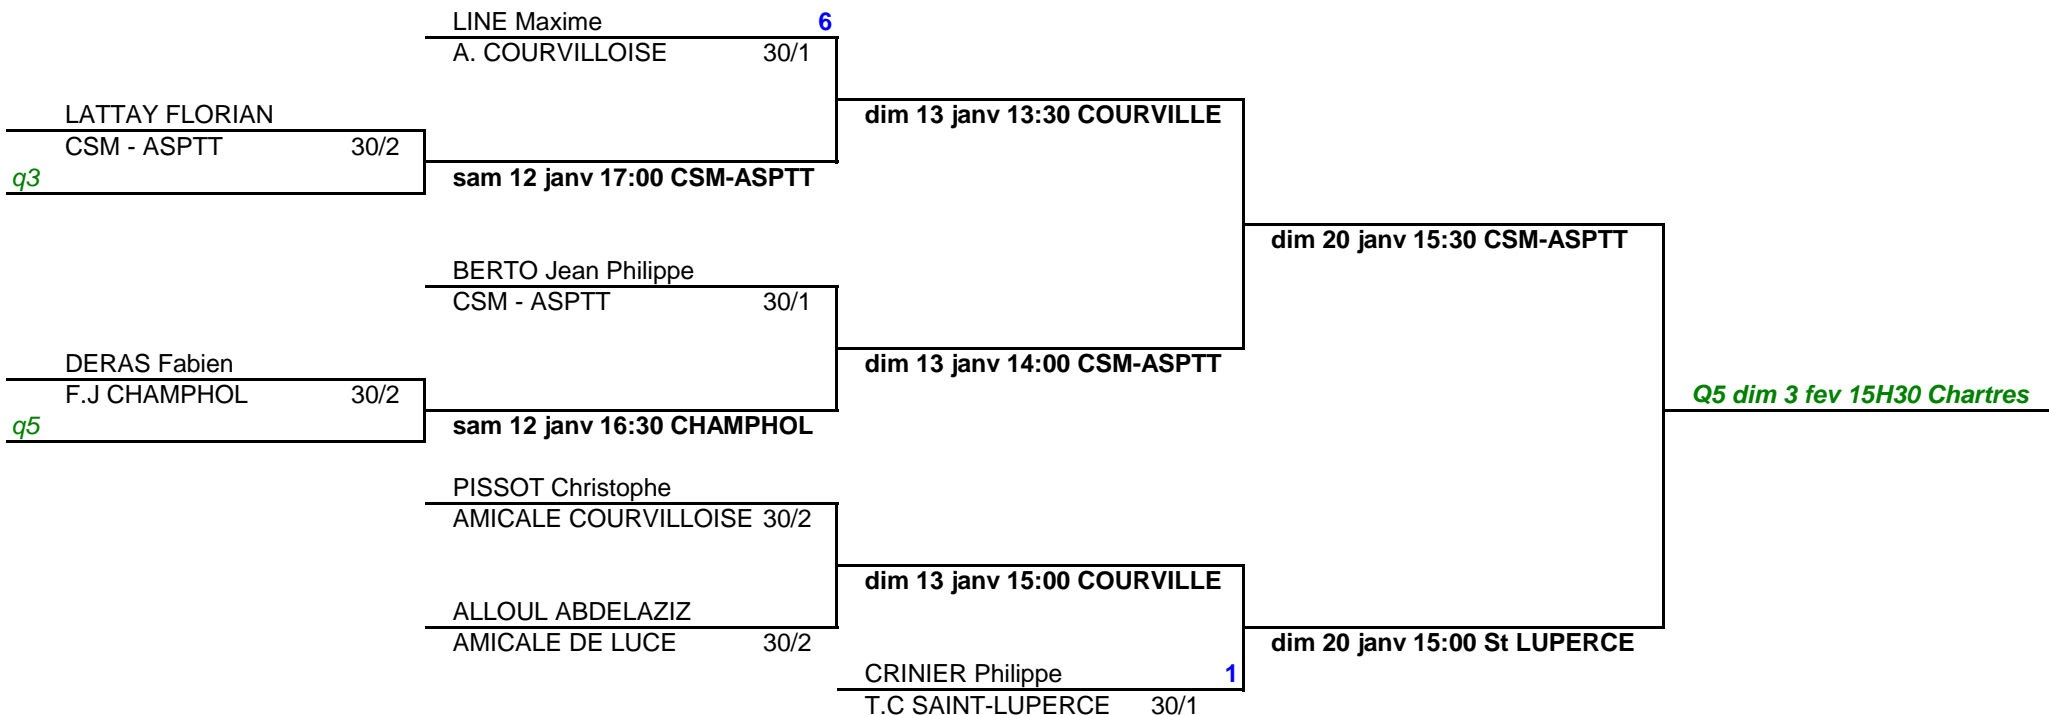 LINE Maxime 6
A. COURVILLOISE 30/1
LATTAY FLORIAN
dim 13 janv 13:30 COURVILLE
CSM - ASPTT 30/2
q3
sam 12 janv 17:00 CSM-ASPTT
dim 20 janv 15:30 CSM-ASPTT
BERTO Jean Philippe
CSM - ASPTT 30/1
DERAS Fabien
dim 13 janv 14:00 CSM-ASPTT
F.J CHAMPHOL 30/2
Q5 dim 3 fev 15H30 Chartres
q5
sam 12 janv 16:30 CHAMPHOL
PISSOT Christophe
AMICALE COURVILLOISE 30/2
dim 13 janv 15:00 COURVILLE
ALLOUL ABDELAZIZ
AMICALE DE LUCE 30/2
dim 20 janv 15:00 St LUPERCE
CRINIER Philippe 1
T.C SAINT-LUPERCE 30/1